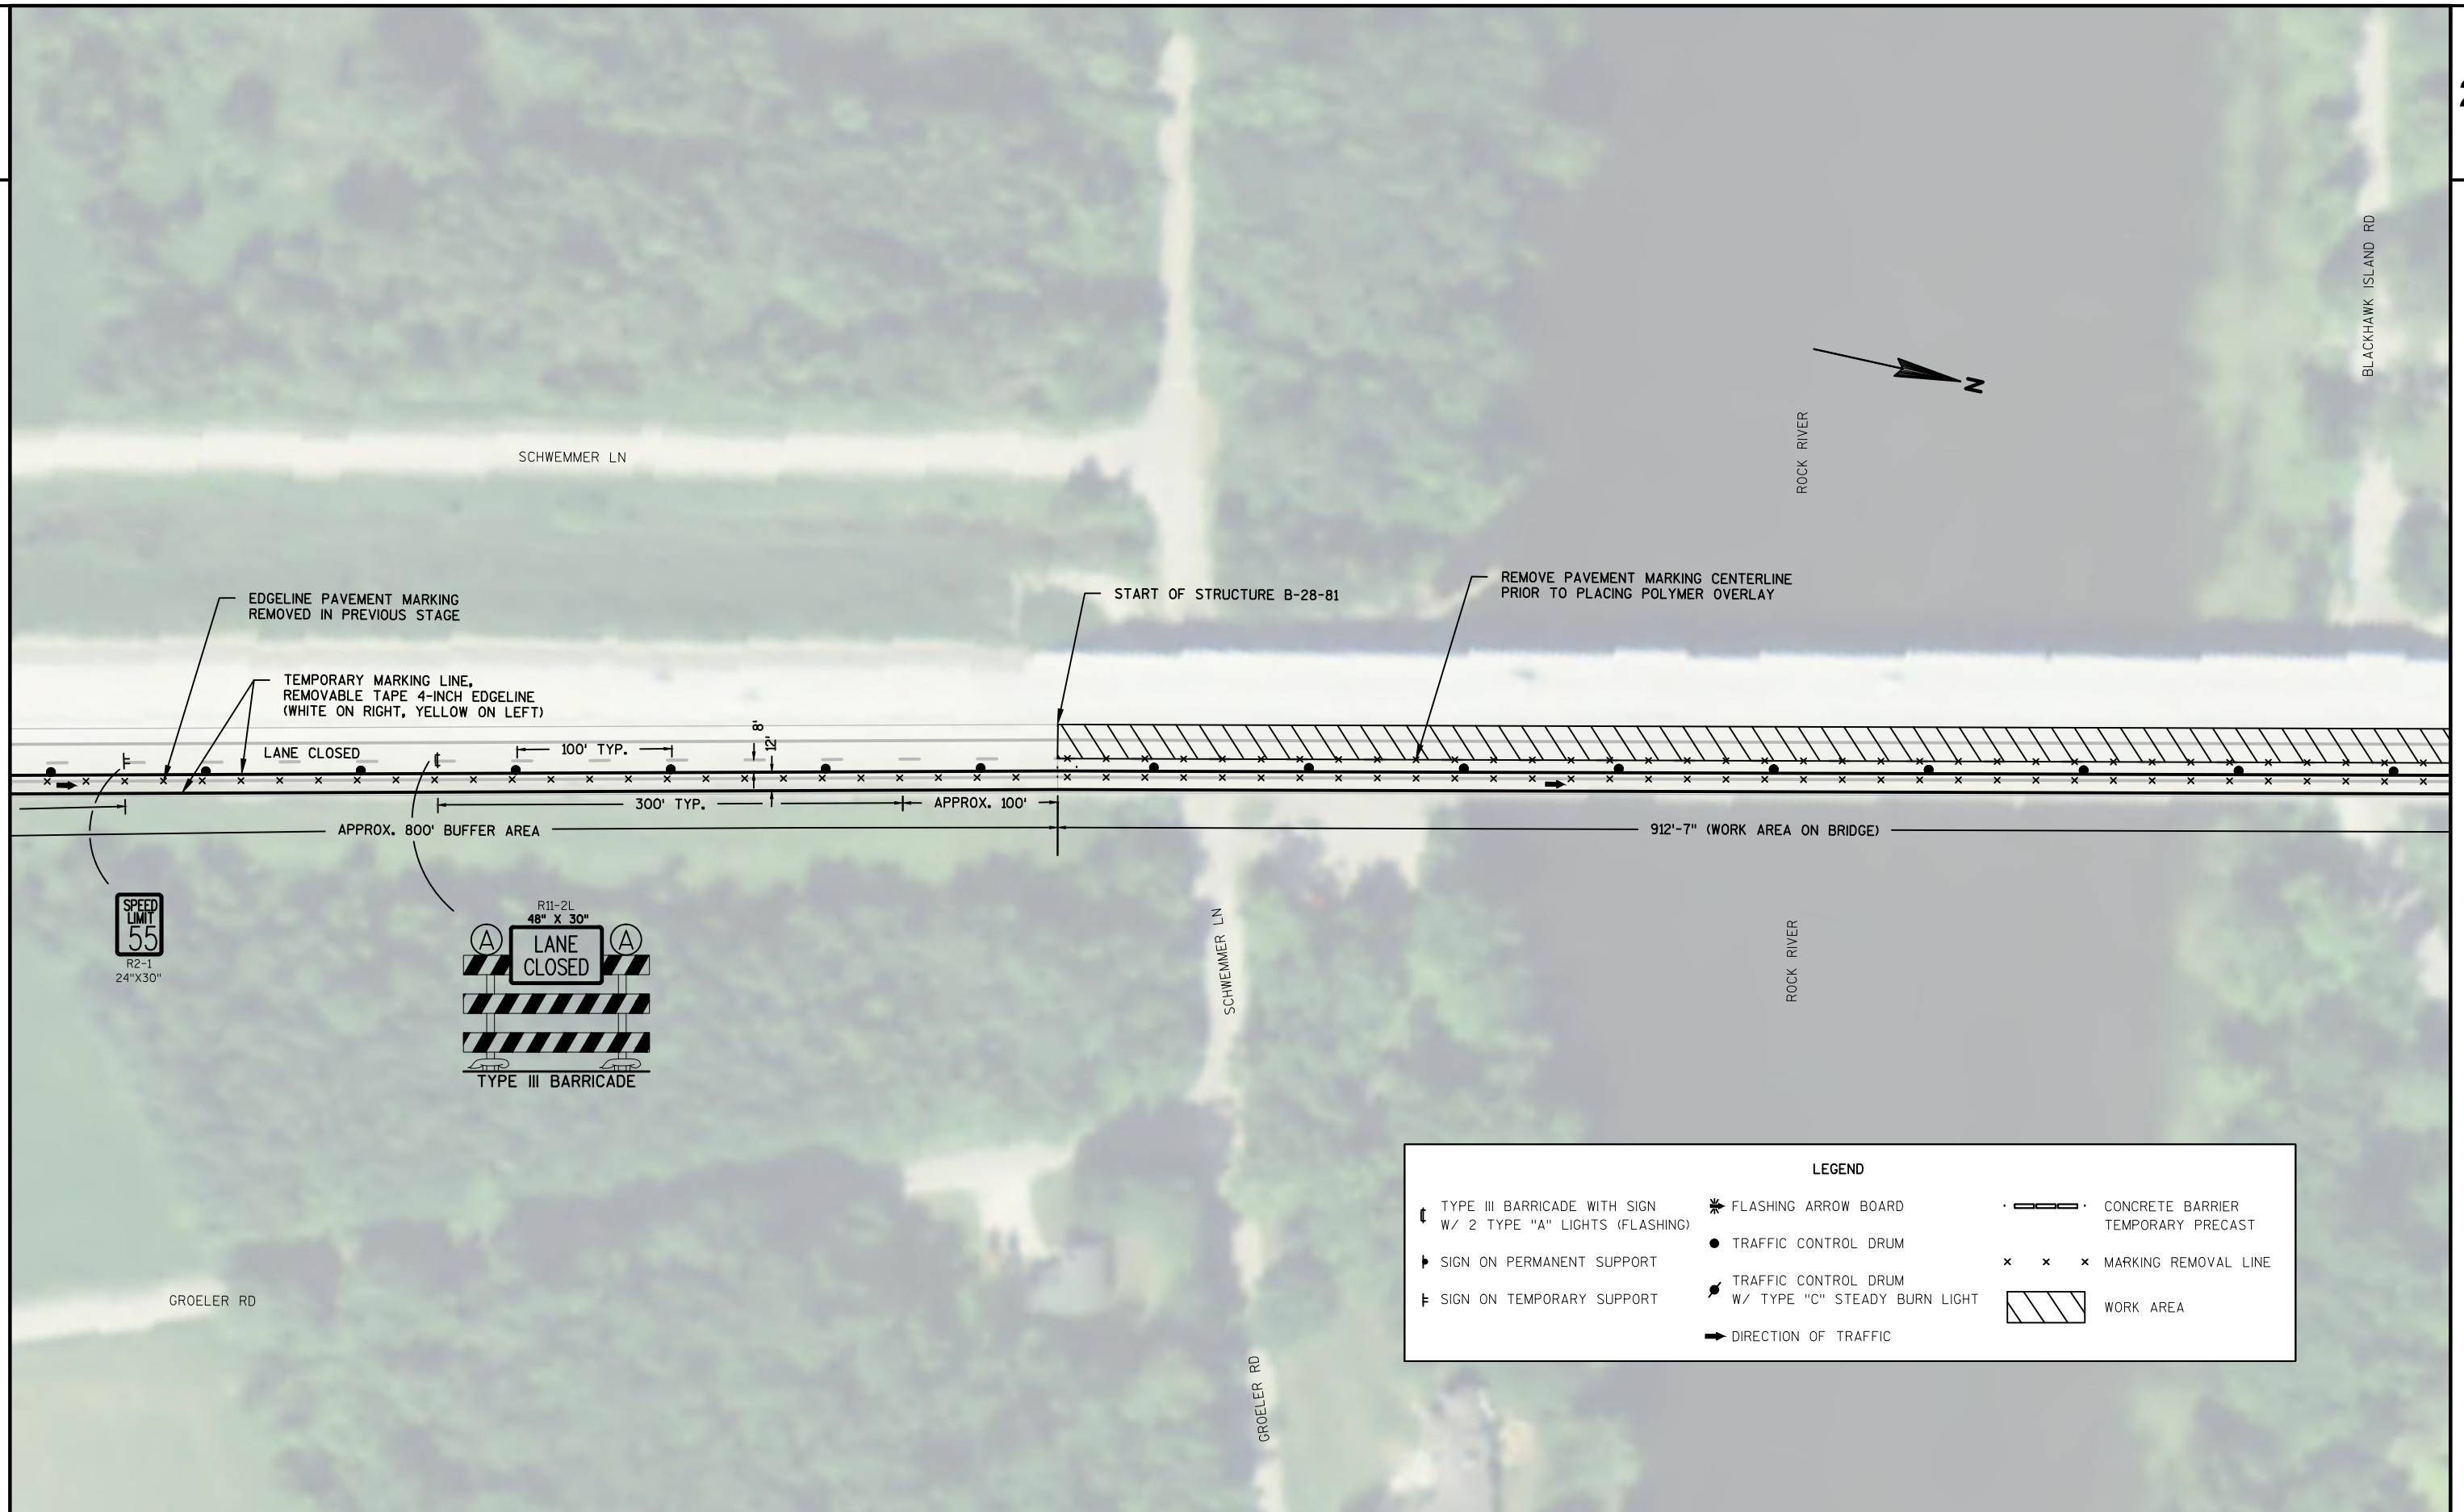 BLACKHAWK ISLAND RD
N
ROCK RIVER
SCHWEMMER LN
EDGELINE PAVEMENT MARKING
REMOVED IN PREVIOUS STAGE
START OF STRUCTURE B-28-81
REMOVE PAVEMENT MARKING CENTERLINE
PRIOR TO PLACING POLYMER OVERLAY
TEMPORARY MARKING LINE,
REMOVABLE TAPE 4-INCH EDGELINE
(WHITE ON RIGHT, YELLOW ON LEFT)
LANE CLOSED
100' TYP.
8'
12'
300' TYP.
APPROX. 100'
APPROX. 800' BUFFER AREA
912'-7" (WORK AREA ON BRIDGE)
SPEED
LIMIT
55
R2-1
24"X30"
R11-2L
48" X 30"
A
LANE
CLOSED
A
TYPE III BARRICADE
SCHWEMMER LN
ROCK RIVER
GROELER RD
GROELER RD
LEGEND
TYPE III BARRICADE WITH SIGN
W/ 2 TYPE "A" LIGHTS (FLASHING)
SIGN ON PERMANENT SUPPORT
SIGN ON TEMPORARY SUPPORT
FLASHING ARROW BOARD
TRAFFIC CONTROL DRUM
TRAFFIC CONTROL DRUM
W/ TYPE "C" STEADY BURN LIGHT
DIRECTION OF TRAFFIC
CONCRETE BARRIER
TEMPORARY PRECAST
MARKING REMOVAL LINE
WORK AREA